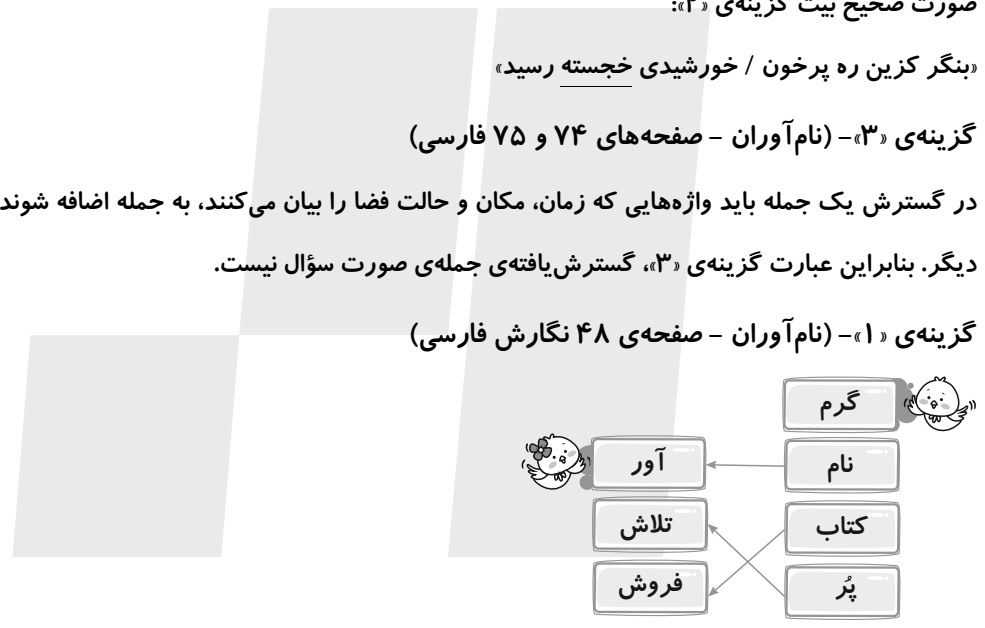 صورت صحیح بیت گزینه‌ی «۲»:
«بنگر کزین ره پرخون / خورشیدی خجسته رسید»
گزینه‌ی «۳»- (نام‌آوران – صفحه‌های ۷۴ و ۷۵ فارسی)
در گسترش یک جمله باید واژه‌هایی که زمان، مکان و حالت فضا را بیان می‌کنند، به جمله اضافه شوند
دیگر. بنابراین عبارت گزینه‌ی «۳»، گسترش‌یافته‌ی جمله‌ی صورت سؤال نیست.
گزینه‌ی «۱»- (نام‌آوران – صفحه‌ی ۴۸ نگارش فارسی)
گرم
نام آور
کتاب تلاش
پُر فروش